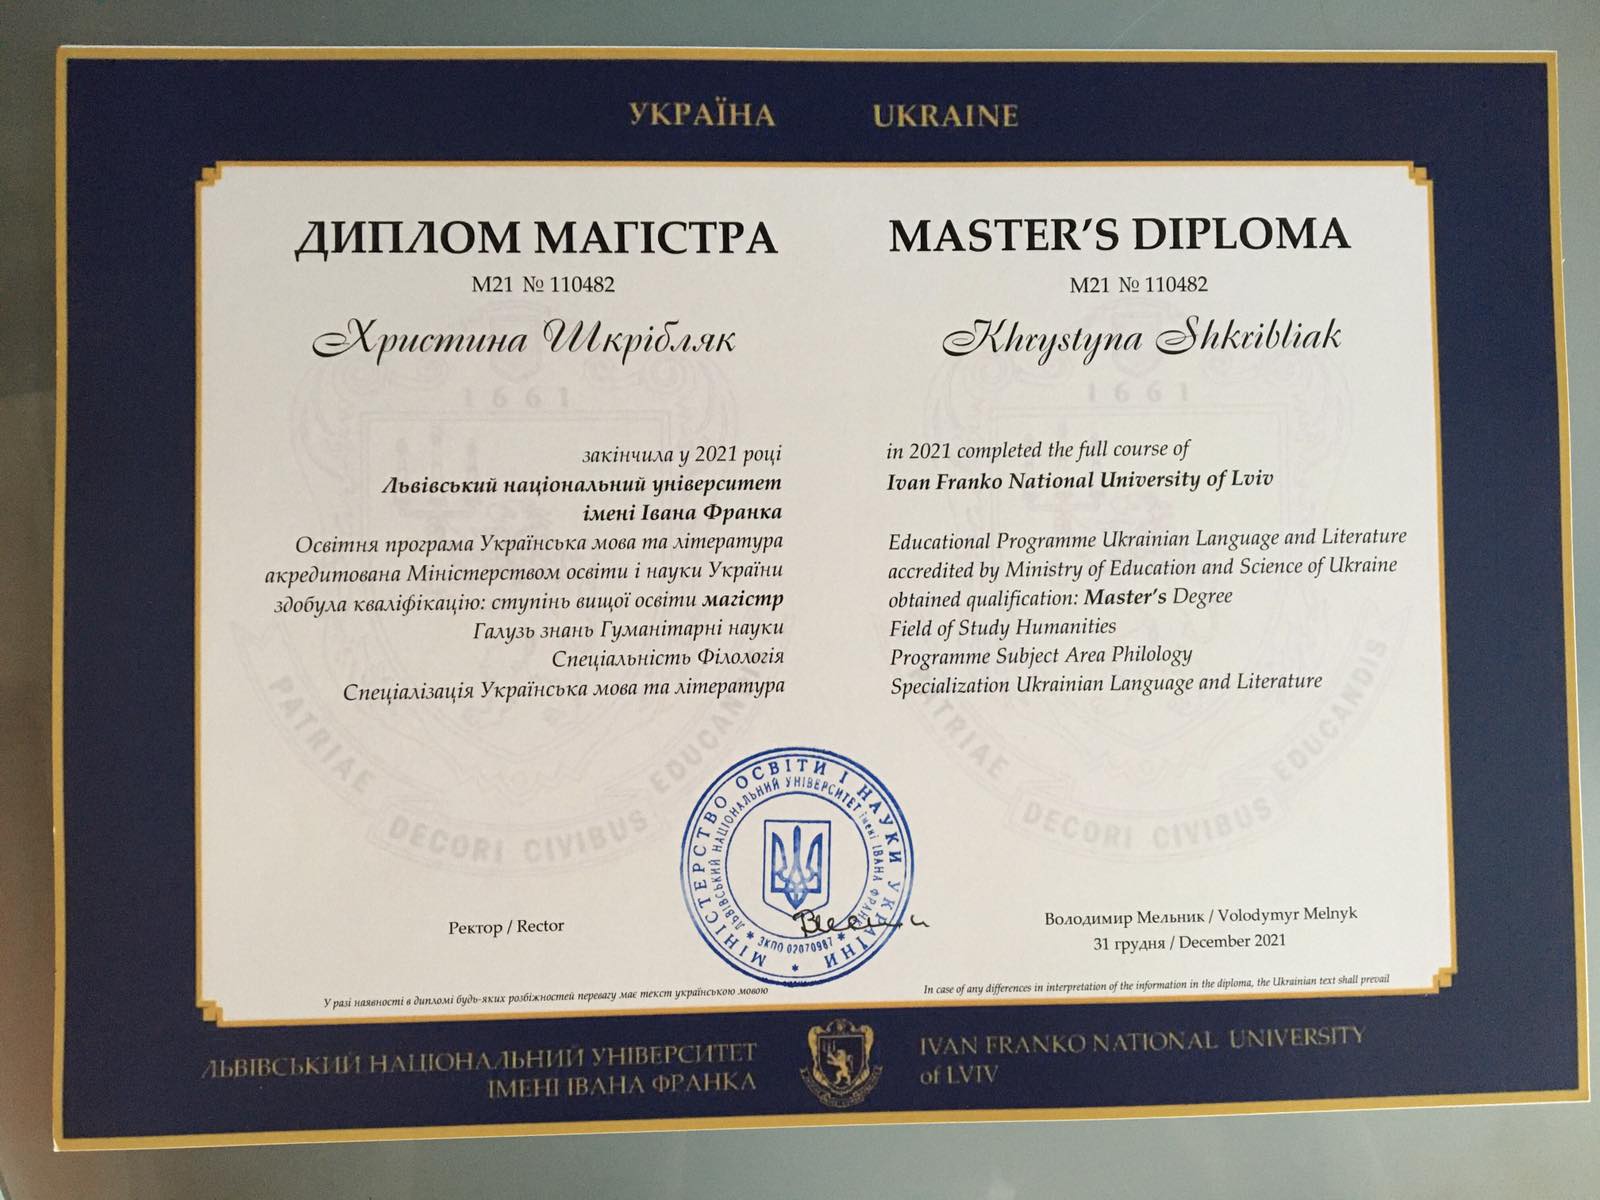 УКРАЇНА
UKRAINE
ДИПЛОМ МАГІСТРА
М21 № 110482
Христина Шкрібляк
1661
закінчила у 2021 році
Львівський національний університет
імені Івана Франка
Освітня програма Українська мова та література
акредитована Міністерством освіти і науки України
здобула кваліфікацію: ступінь вищої освіти магістр
Галузь знань Гуманітарні науки
Спеціальність Філологія
Спеціалізація Українська мова та література
PATRIAE DECORI CIVIBUS EDUCANDIS
MASTER'S DIPLOMA
M21 № 110482
Khrystyna Shkribliak
1661
in 2021 completed the full course of
Ivan Franko National University of Lviv
Educational Programme Ukrainian Language and Literature
accredited by Ministry of Education and Science of Ukraine
obtained qualification: Master's Degree
Field of Study Humanities
Programme Subject Area Philology
Specialization Ukrainian Language and Literature
PATRIAE DECORI CIVIBUS EDUCANDIS
МІНІСТЕРСТВО ОСВІТИ І НАУКИ УКРАЇНИ
ЛЬВІВСЬКИЙ НАЦІОНАЛЬНИЙ УНІВЕРСИТЕТ імені ІВАНА ФРАНКА
ЗКПО 02070987
Ректор / Rector
Володимир Мельник / Volodymyr Melnyk
31 грудня / December 2021
У разі наявності в дипломі будь-яких розбіжностей перевагу має текст українською мовою
In case of any differences in interpretation of the information in the diploma, the Ukrainian text shall prevail
ЛЬВІВСЬКИЙ НАЦІОНАЛЬНИЙ УНІВЕРСИТЕТ
ІМЕНІ ІВАНА ФРАНКА
IVAN FRANKO NATIONAL UNIVERSITY
of LVIV